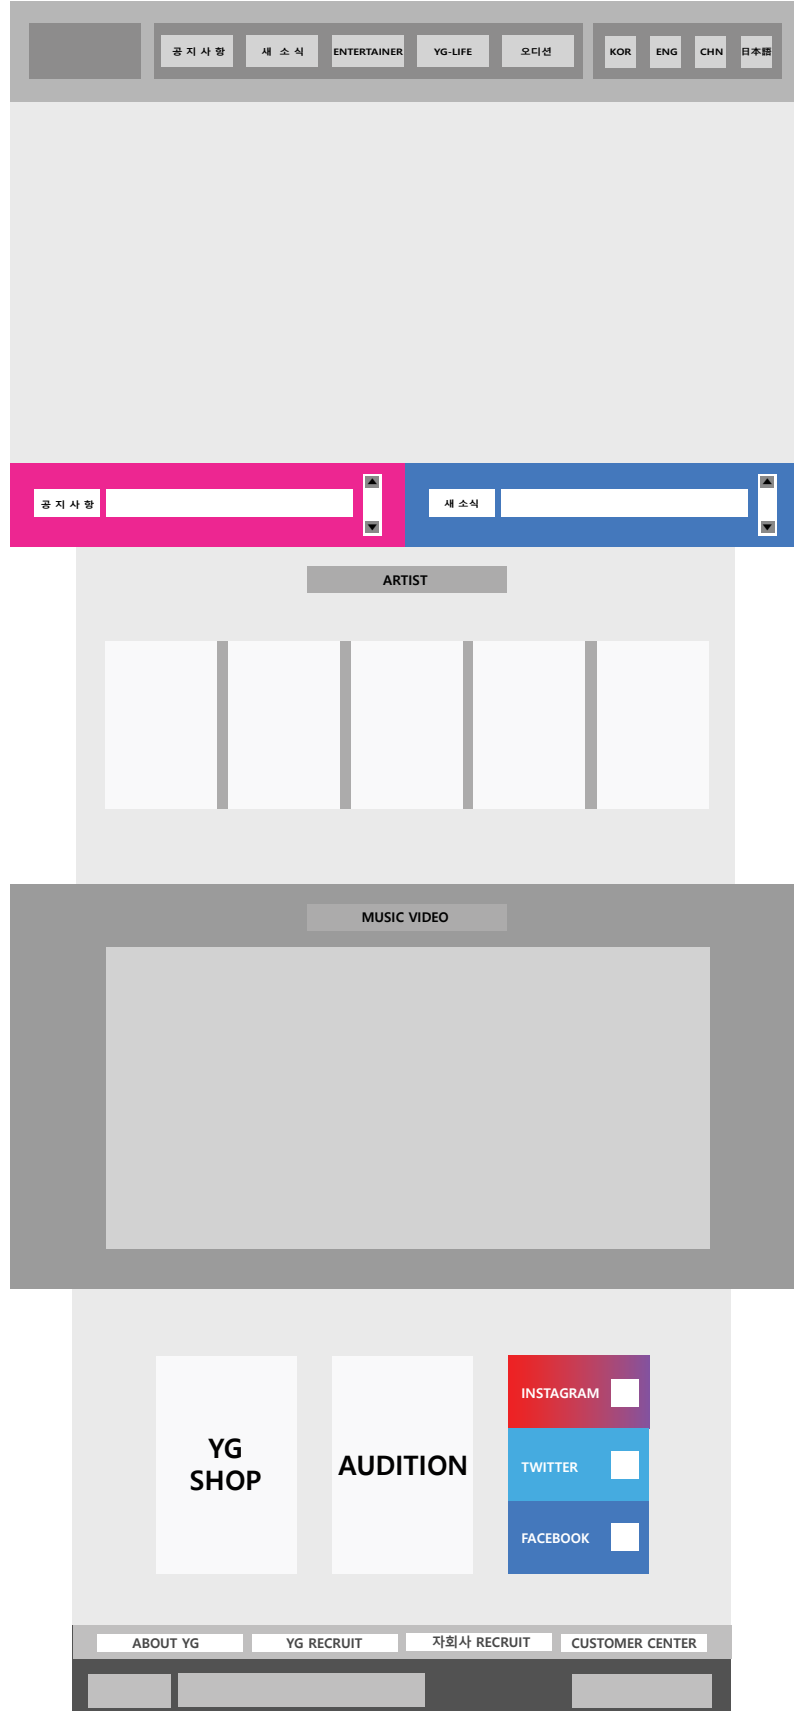 공 지 사 항
새 소 식
ENTERTAINER
YG-LIFE
오디션
KOR
ENG
CHN
日本語
공 지 사 항
새 소식
ARTIST
MUSIC VIDEO
YG
SHOP
AUDITION
INSTAGRAM
TWITTER
FACEBOOK
ABOUT YG
YG RECRUIT
자회사 RECRUIT
CUSTOMER CENTER